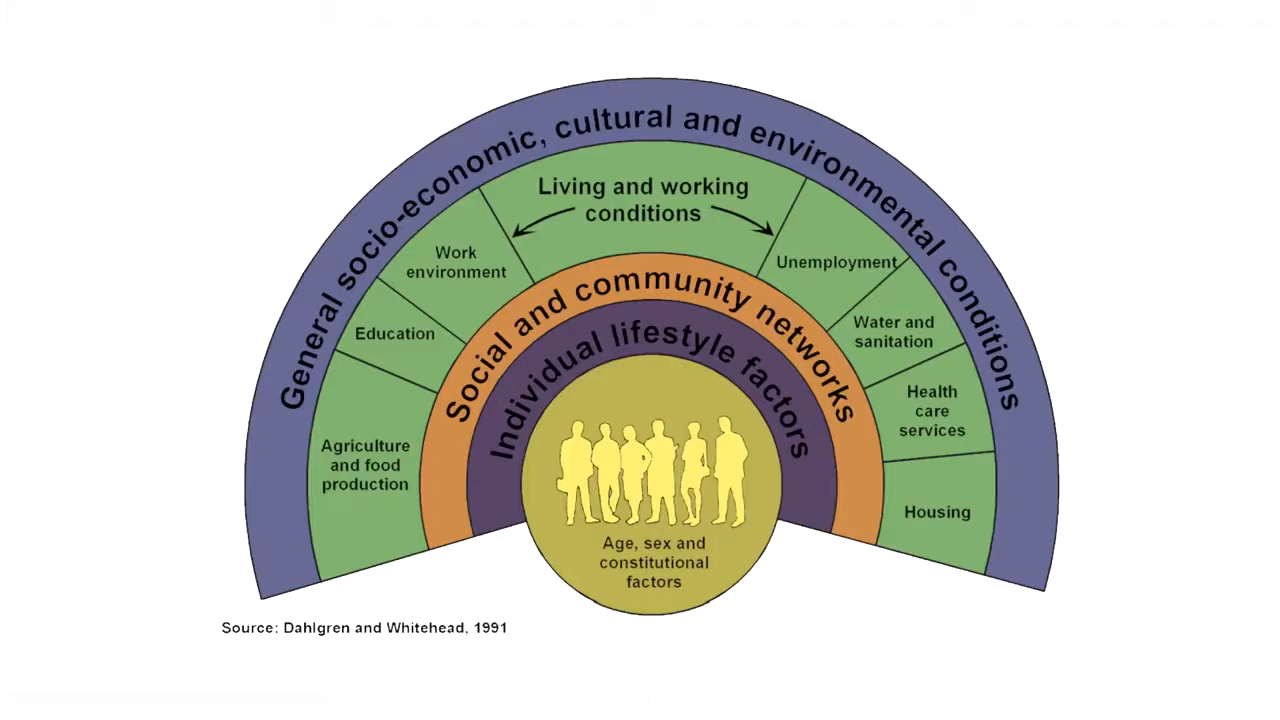 General socio-economic, cultural and environmental conditions
Living and working
conditions
Work
environment
Unemployment
Education
Water and
sanitation
Agriculture
and food
production
Health
care
services
Housing
Social and community networks
Individual lifestyle factors
Age, sex and
constitutional
factors
Source: Dahlgren and Whitehead, 1991